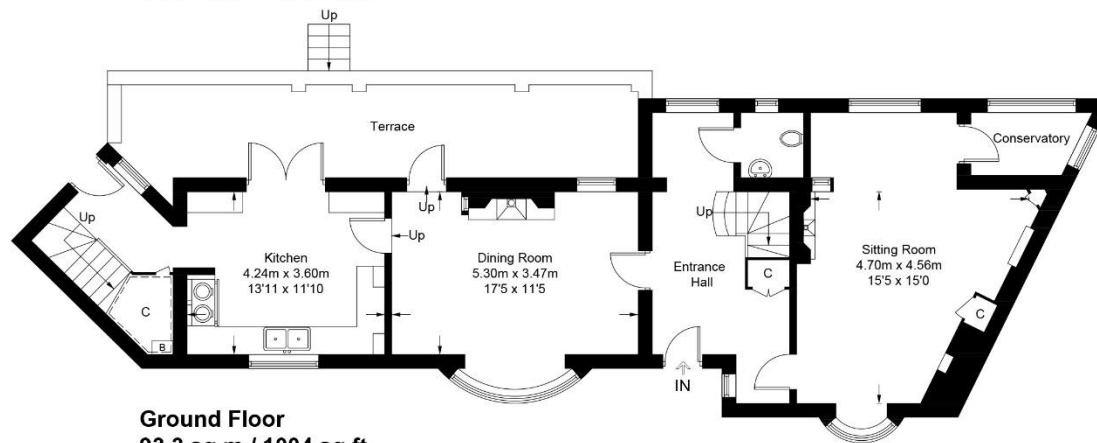 Up
Terrace
Conservatory
Up
Up
Up
Up
Kitchen
4.24m x 3.60m
13'11 x 11'10
Dining Room
5.30m x 3.47m
17'5 x 11'5
Entrance
Hall
C
Sitting Room
4.70m x 4.56m
15'5 x 15'0
C
C
B
IN
Ground Floor